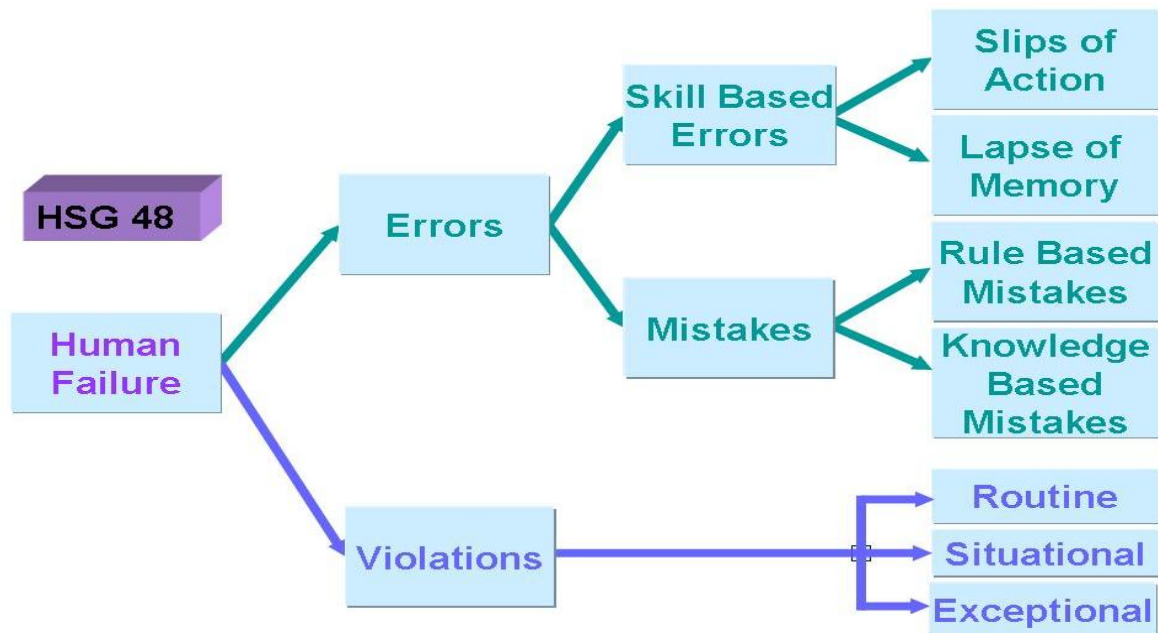 HSG 48
Human
Failure
Errors
Violations
Skill Based
Errors
Mistakes
Slips of
Action
Lapse of
Memory
Rule Based
Mistakes
Knowledge
Based
Mistakes
Routine
Situational
Exceptional